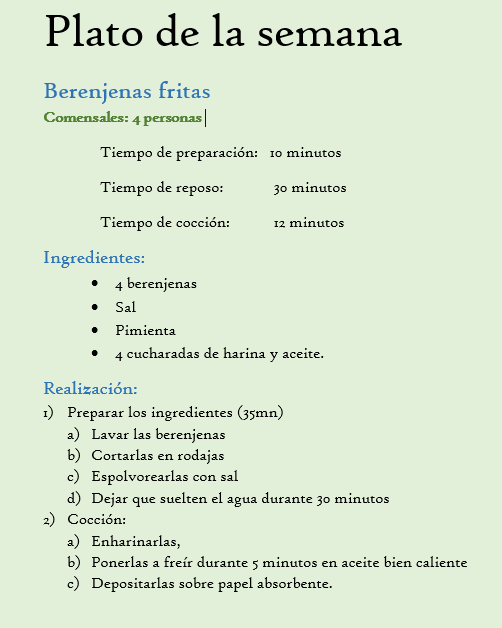 Plato de la semana
Berenjenas fritas
Comensales: 4 personas
Tiempo de preparación: 10 minutos
Tiempo de reposo: 30 minutos
Tiempo de cocción: 12 minutos
Ingredientes:
• 4 berenjenas
• Sal
• Pimienta
• 4 cucharadas de harina y aceite.
Realización:
1) Preparar los ingredientes (35mn)
a) Lavar las berenjenas
b) Cortarlas en rodajas
c) Espolvorearlas con sal
d) Dejar que suelten el agua durante 30 minutos
2) Cocción:
a) Enharinarlas,
b) Ponerlas a freír durante 5 minutos en aceite bien caliente
c) Depositarlas sobre papel absorbente.